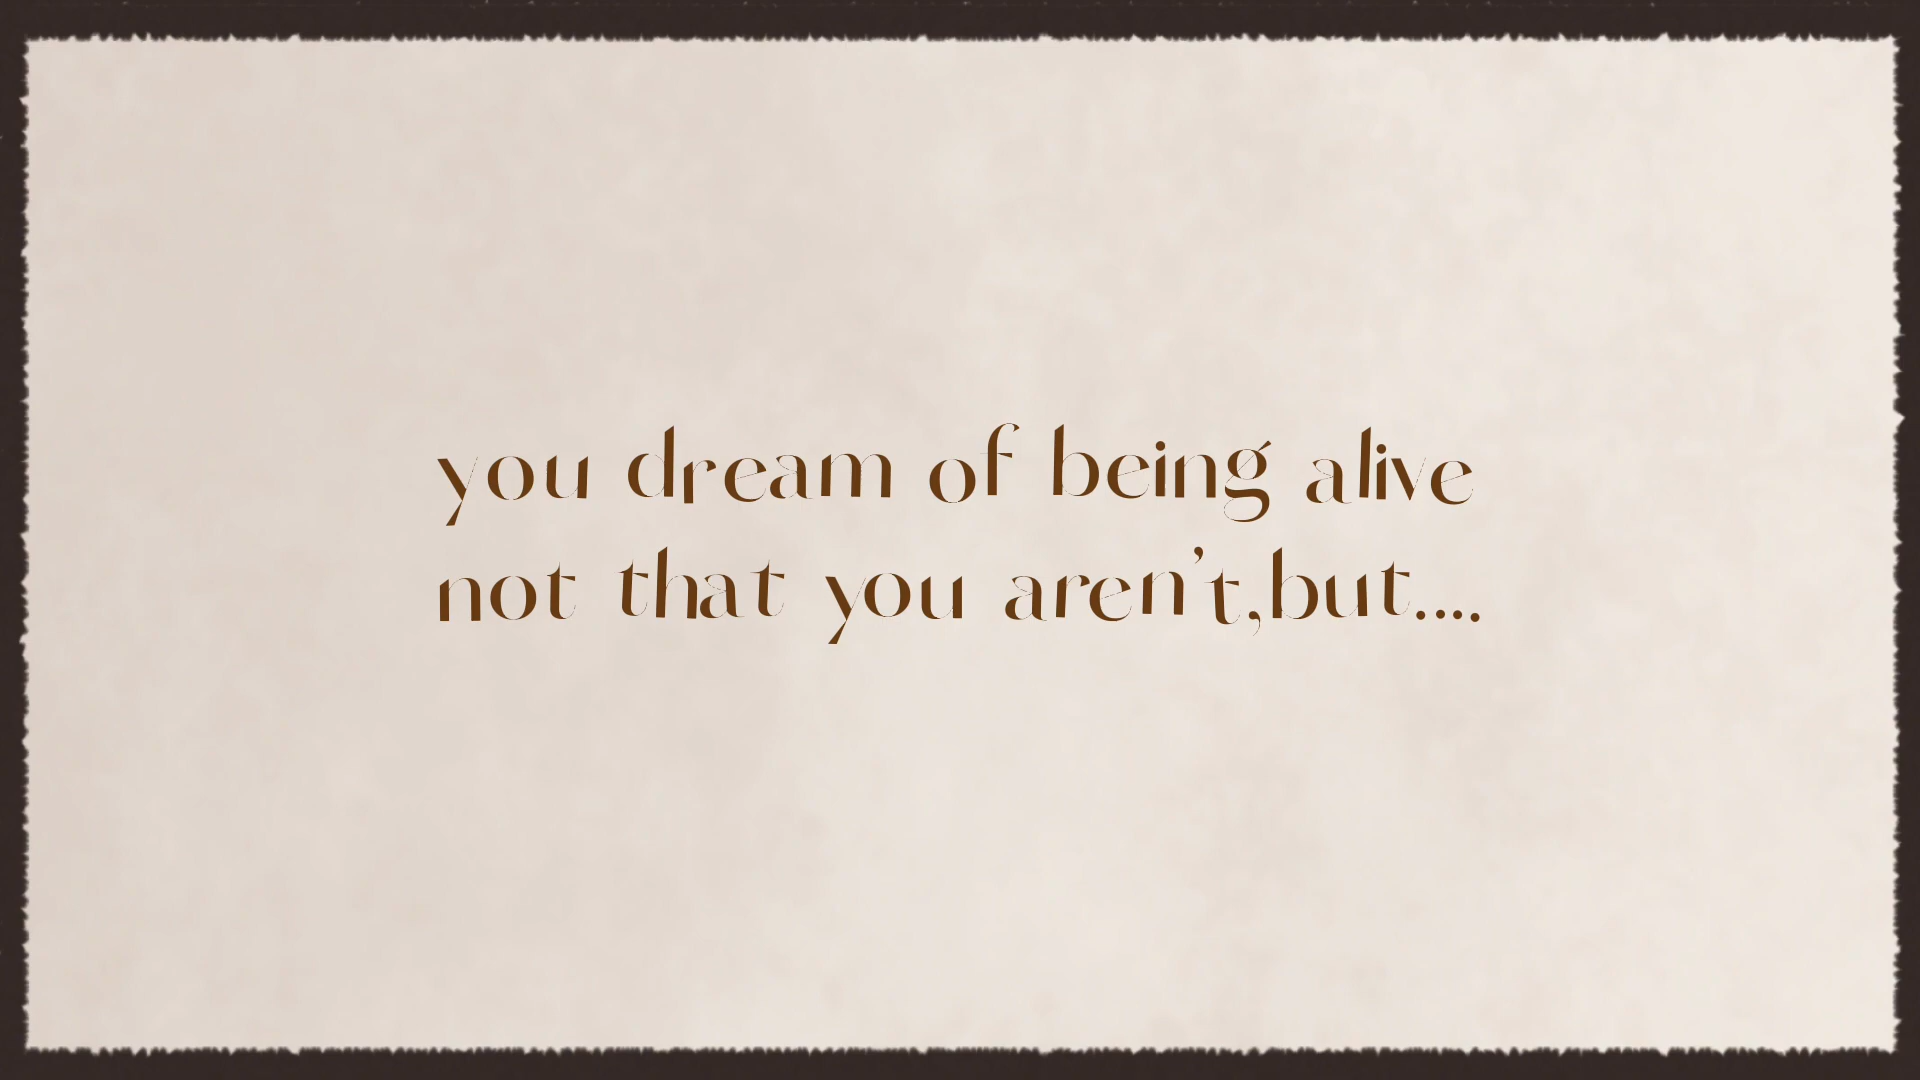 you dream of being alive
not that you aren’t,but....